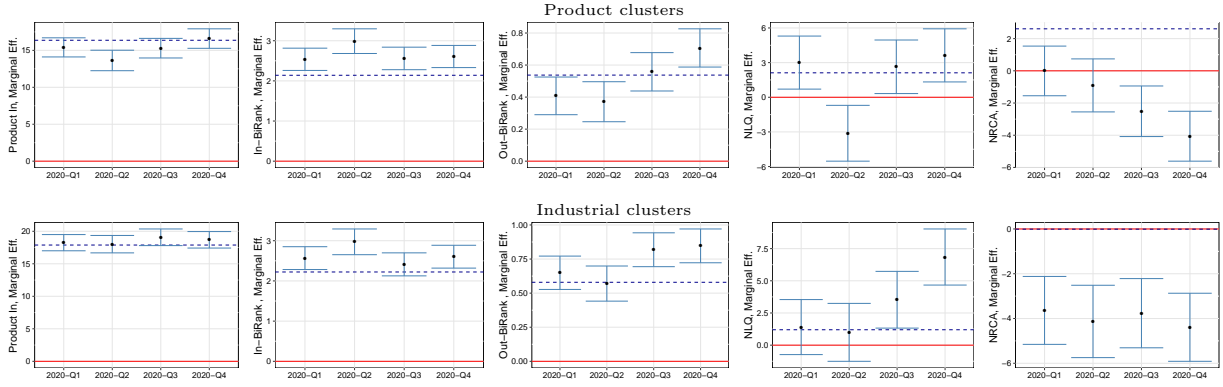 Product clusters
Product In, Marginal Eff.
15
10
5
0
2020−Q1 2020−Q2 2020−Q3 2020−Q4
In−BiRank , Marginal Eff.
3
2
1
0
2020−Q1 2020−Q2 2020−Q3 2020−Q4
Out−BiRank , Marginal Eff.
0.8
0.6
0.4
0.2
0.0
2020−Q1 2020−Q2 2020−Q3 2020−Q4
NLQ, Marginal Eff.
6
3
0
−3
−6
2020−Q1 2020−Q2 2020−Q3 2020−Q4
NRCA, Marginal Eff.
2
0
−2
−4
−6
2020−Q1 2020−Q2 2020−Q3 2020−Q4
Industrial clusters
Product In, Marginal Eff.
20
15
10
5
0
2020−Q1 2020−Q2 2020−Q3 2020−Q4
In−BiRank , Marginal Eff.
3
2
1
0
2020−Q1 2020−Q2 2020−Q3 2020−Q4
Out−BiRank , Marginal Eff.
1.00
0.75
0.50
0.25
0.00
2020−Q1 2020−Q2 2020−Q3 2020−Q4
NLQ, Marginal Eff.
7.5
5.0
2.5
0.0
2020−Q1 2020−Q2 2020−Q3 2020−Q4
NRCA, Marginal Eff.
0
−2
−4
−6
2020−Q1 2020−Q2 2020−Q3 2020−Q4